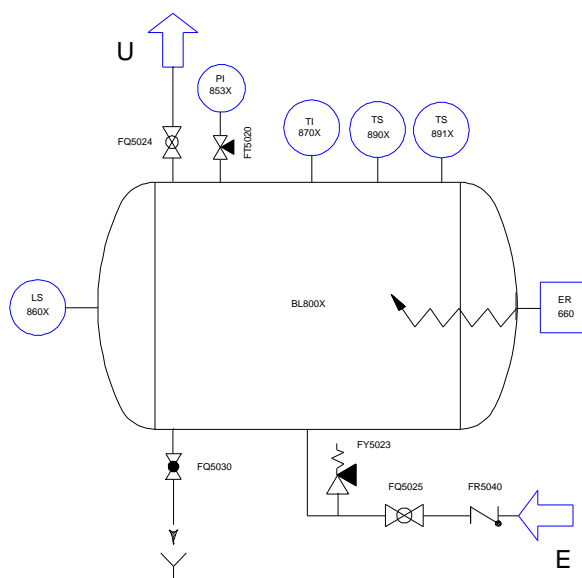 U
PI
853X
FQ5024
FT5020
TI
870X
TS
890X
TS
891X
LS
860X
BL800X
ER
660
FQ5030
FY5023
FQ5025
FR5040
E